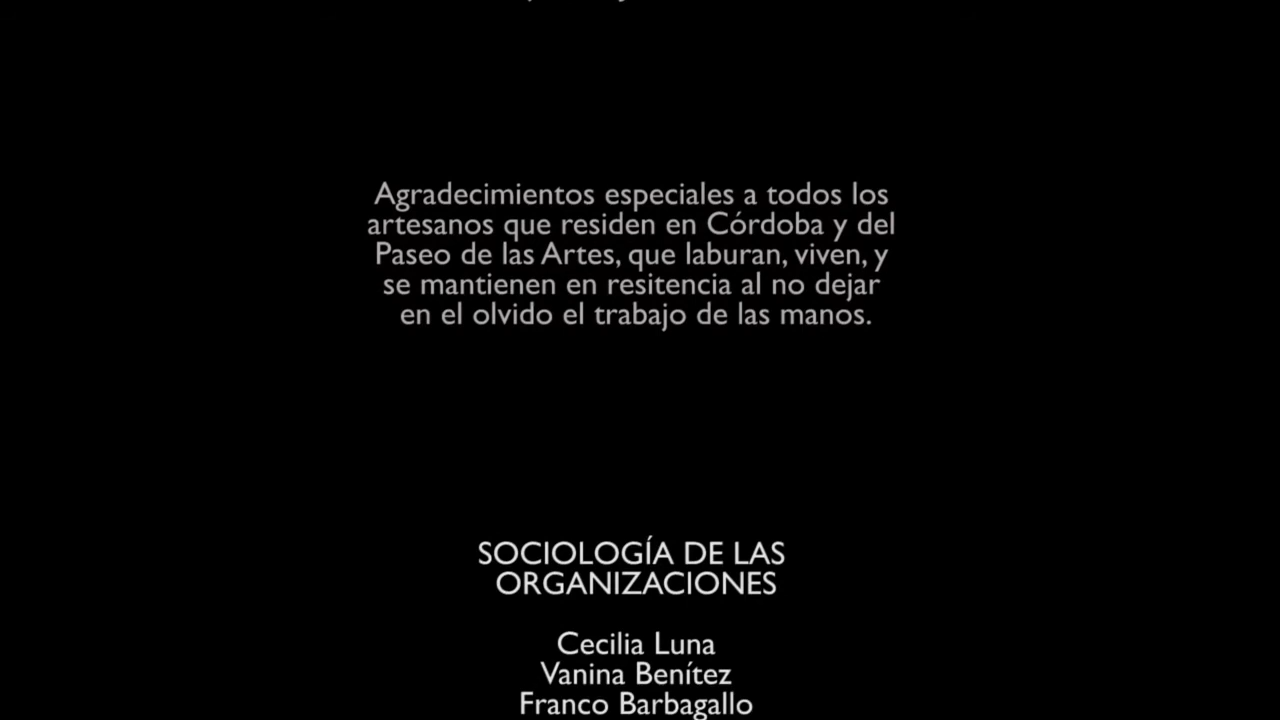 Agradecimientos especiales a todos los
artesanos que residen en Córdoba y del
Paseo de las Artes, que laburan, viven, y
se mantienen en resitencia al no dejar
en el olvido el trabajo de las manos.
SOCIOLOGÍA DE LAS
ORGANIZACIONES
Cecilia Luna
Vanina Benítez
Franco Barbagallo